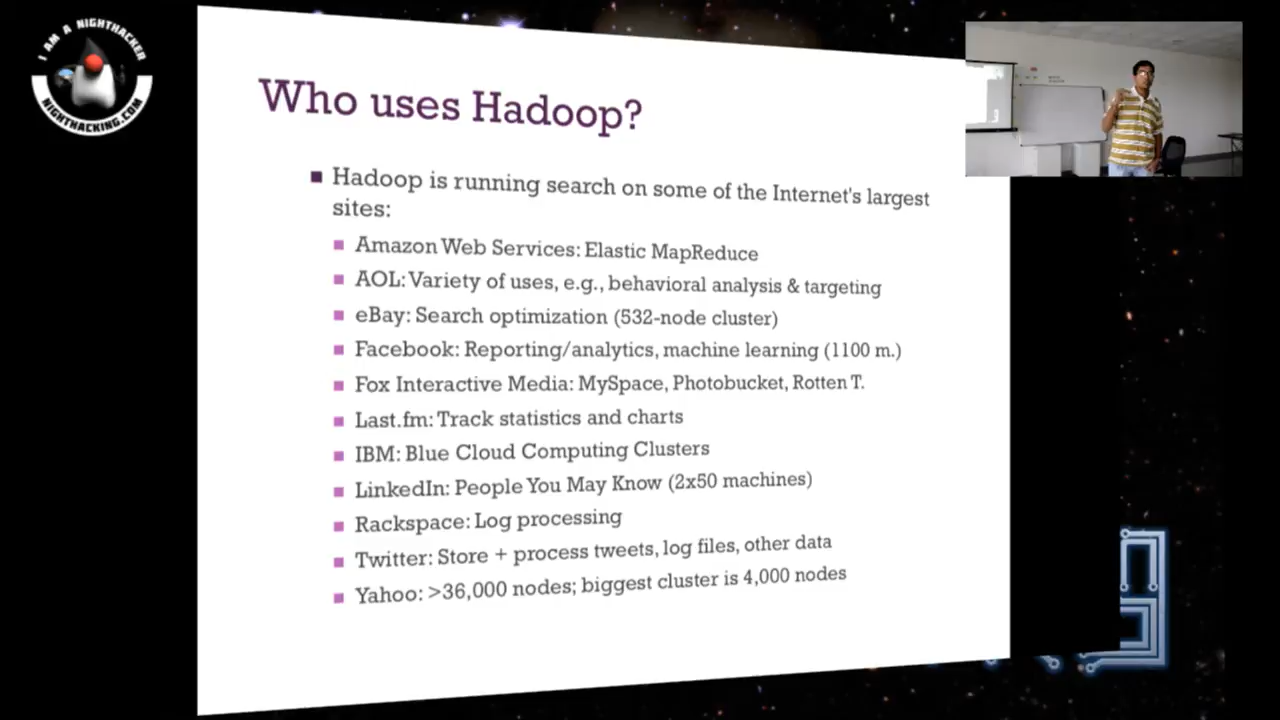 I AM A NIGHTHACKER
NIGHTHACKING.COM
Who uses Hadoop?
Hadoop is running search on some of the Internet's largest
sites:
Amazon Web Services: Elastic MapReduce
AOL: Variety of uses, e.g., behavioral analysis & targeting
eBay: Search optimization (532-node cluster)
Facebook: Reporting/analytics, machine learning (1100 m.)
Fox Interactive Media: MySpace, Photobucket, Rotten T.
Last.fm: Track statistics and charts
IBM: Blue Cloud Computing Clusters
LinkedIn: People You May Know (2x50 machines)
Rackspace: Log processing
Twitter: Store + process tweets, log files, other data
Yahoo: >36,000 nodes; biggest cluster is 4,000 nodes